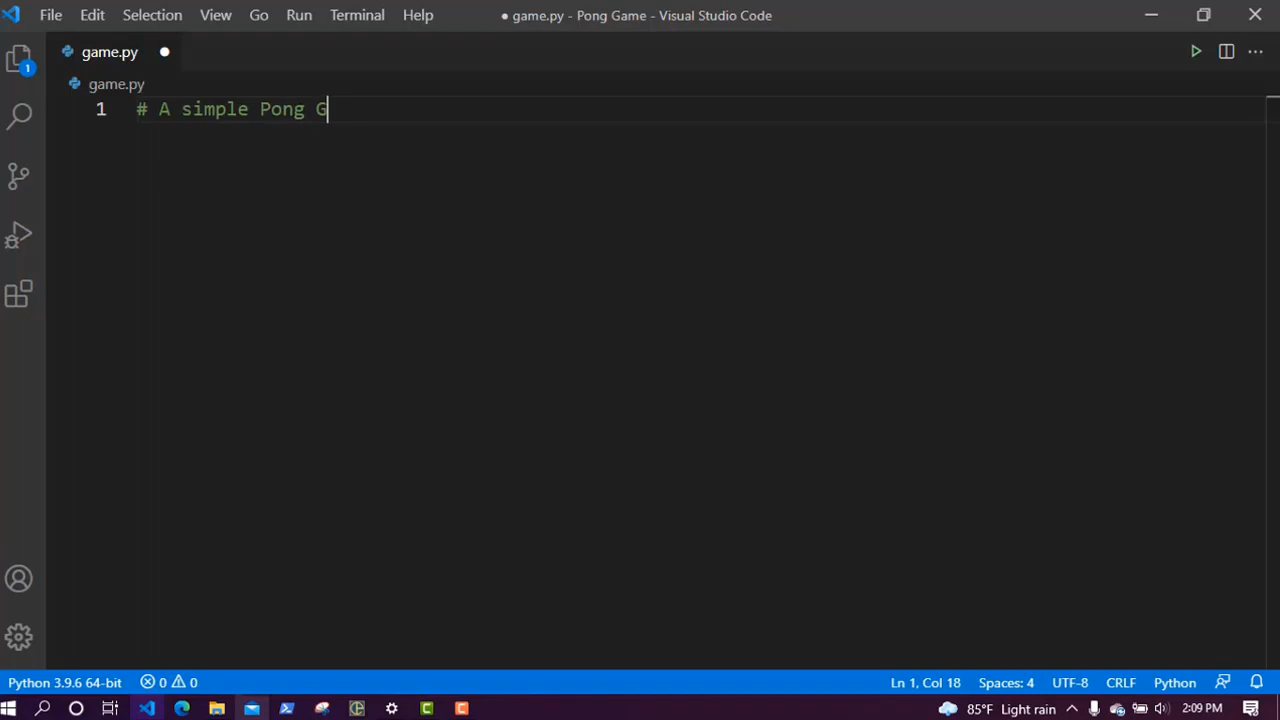 File Edit Selection View Go Run Terminal Help ● game.py - Pong Game - Visual Studio Code
game.py
1
game.py
1 # A simple Pong G
Python 3.9.6 64-bit 0 0 Ln 1, Col 18 Spaces: 4 UTF-8 CRLF Python
85°F Light rain 2:09 PM